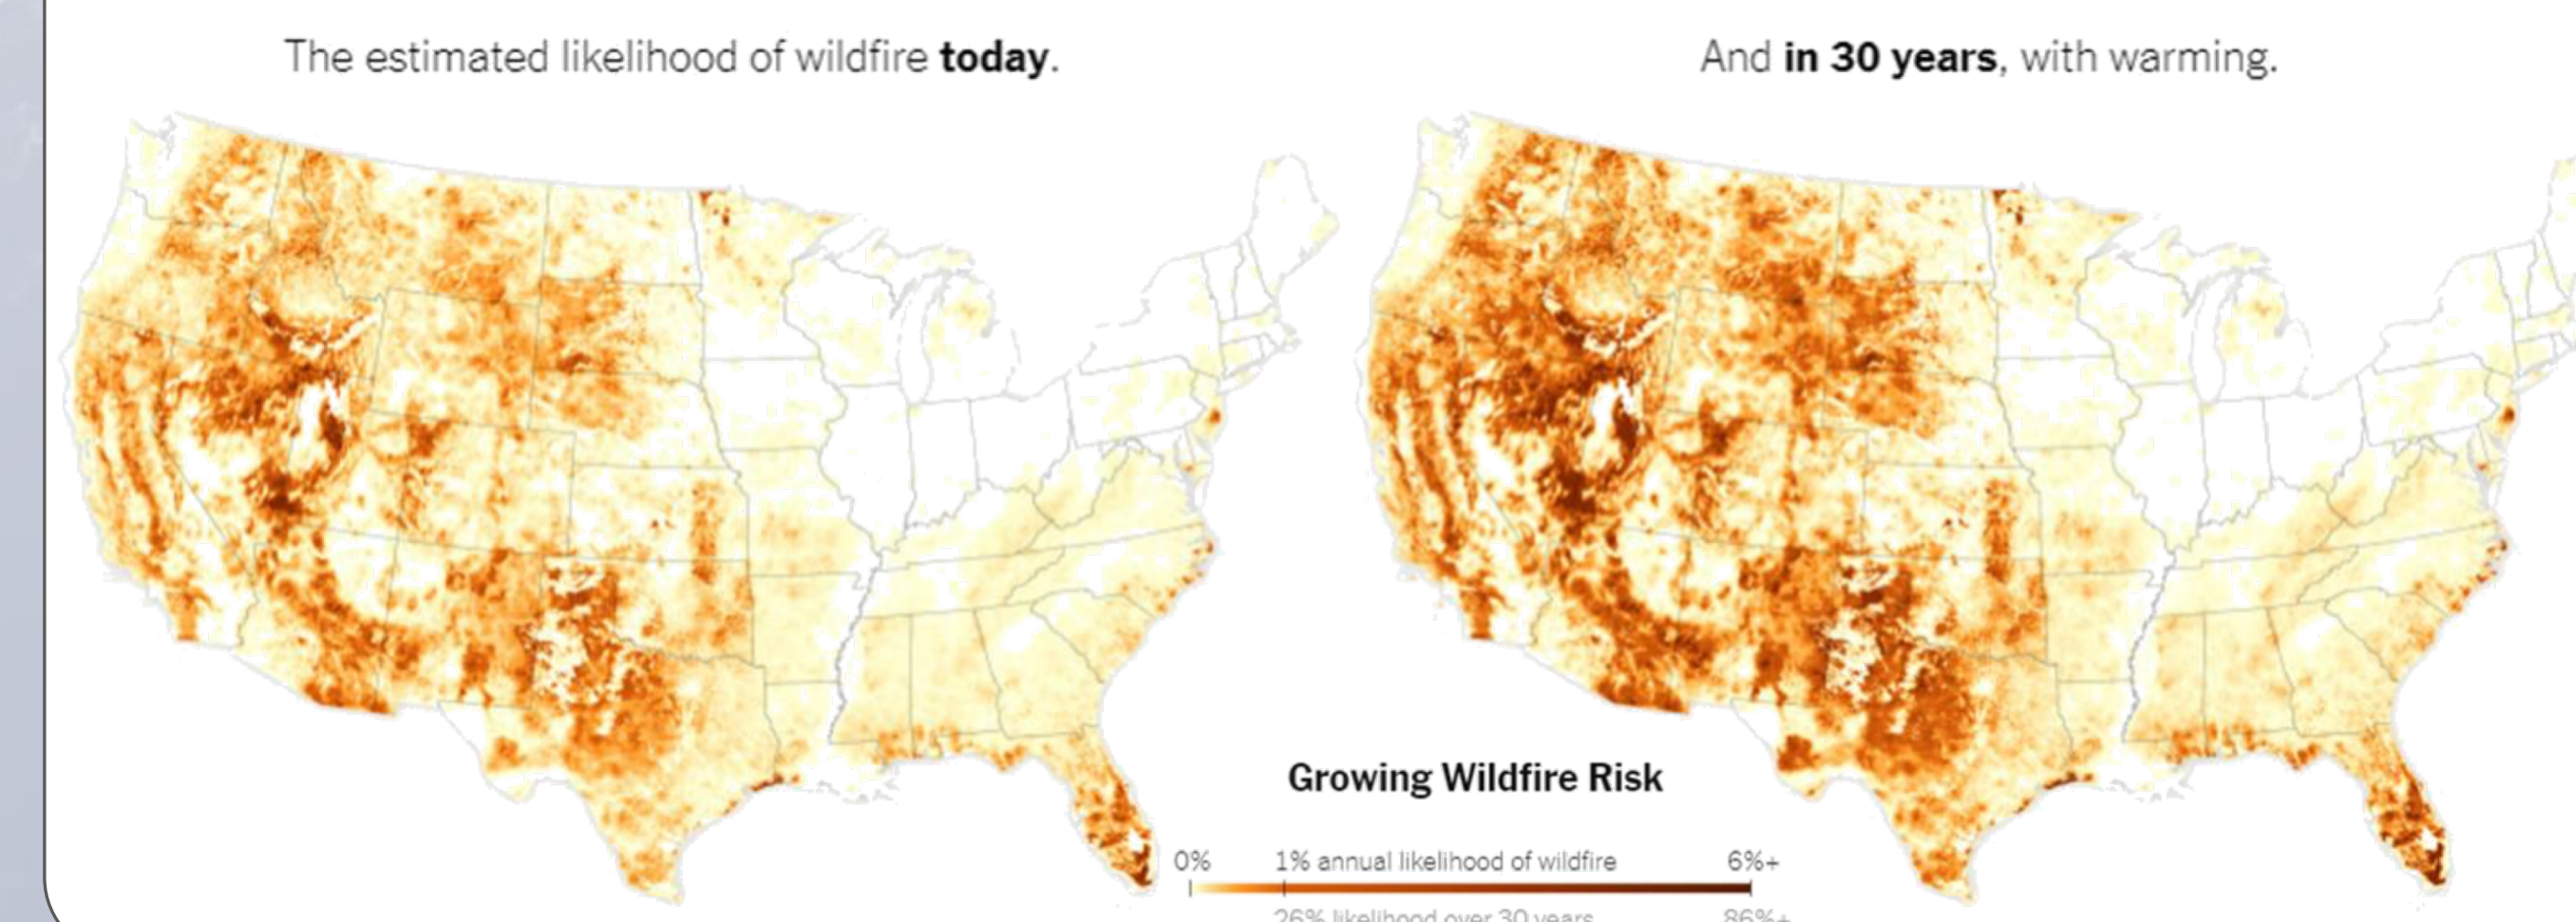 The estimated likelihood of wildfire today.
And in 30 years, with warming.
Growing Wildfire Risk
0% 1% annual likelihood of wildfire 6%+
26% likelihood over 30 years 86%+